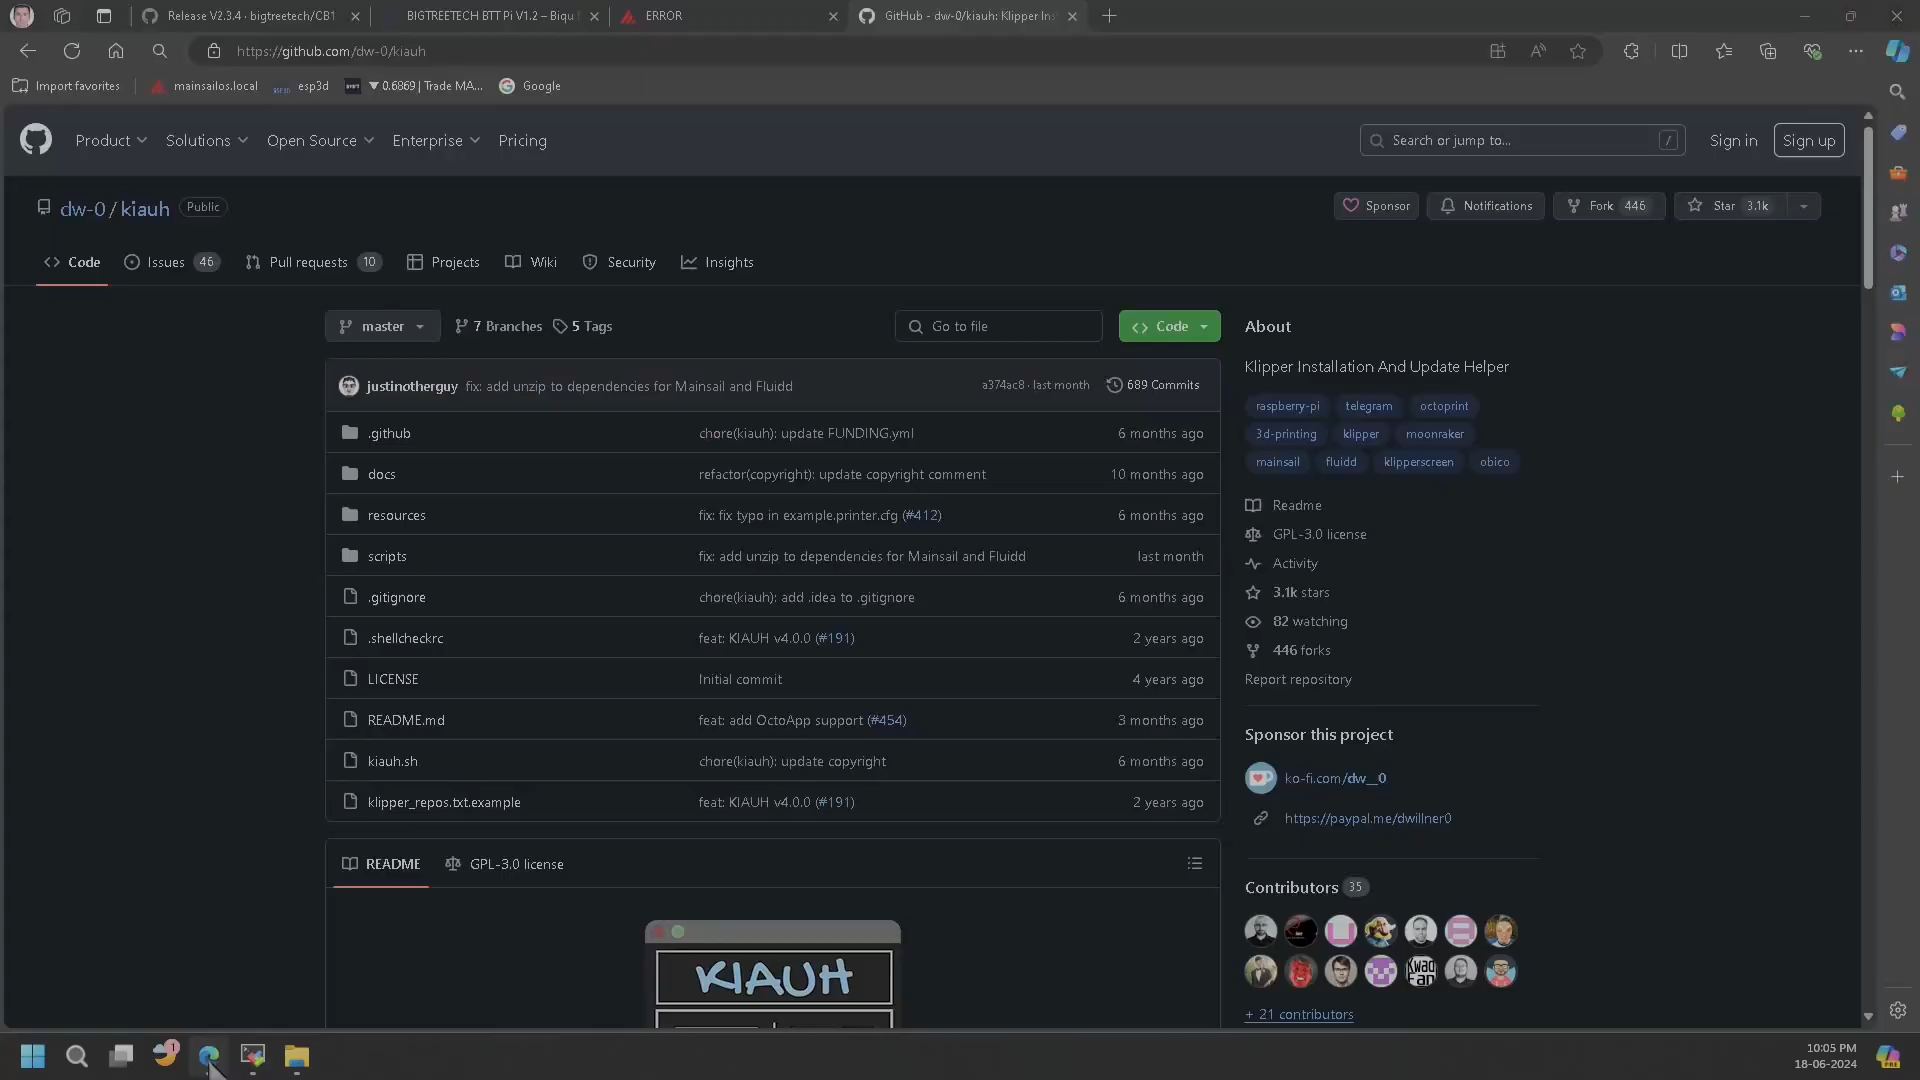 Release V2.3.4 · bigtreetech/CB1
BIGTREETECH BTT Pi V1.2 – Biqu
ERROR
GitHub - dw-0/kiauh: Klipper Ins
https://github.com/dw-0/kiauh
Import favorites
mainsailos.local
esp3d
▼0.6869 | Trade MA...
Google
Product
Solutions
Open Source
Enterprise
Pricing
Search or jump to...
/
Sign in
Sign up
dw-0 / kiauh
Public
Sponsor
Notifications
Fork 446
Star 3.1k
Code
Issues 46
Pull requests 10
Projects
Wiki
Security
Insights
master
7 Branches
5 Tags
Go to file
Code
About
Klipper Installation And Update Helper
justinotherguy fix: add unzip to dependencies for Mainsail and Fluidd
a374ac8 · last month
689 Commits
raspberry-pi telegram octoprint
3d-printing klipper moonraker
mainsail fluidd klipperscreen obico
.github chore(kiauh): update FUNDING.yml 6 months ago
docs refactor(copyright): update copyright comment 10 months ago
resources fix: fix typo in example.printer.cfg (#412) 6 months ago
scripts fix: add unzip to dependencies for Mainsail and Fluidd last month
.gitignore chore(kiauh): add .idea to .gitignore 6 months ago
.shellcheckrc feat: KIAUH v4.0.0 (#191) 2 years ago
LICENSE Initial commit 4 years ago
README.md feat: add OctoApp support (#454) 3 months ago
kiauh.sh chore(kiauh): update copyright 6 months ago
klipper_repos.txt.example feat: KIAUH v4.0.0 (#191) 2 years ago
Readme
GPL-3.0 license
Activity
3.1k stars
82 watching
446 forks
Report repository
Sponsor this project
ko-fi.com/dw__0
https://paypal.me/dwillner0
README
GPL-3.0 license
Contributors 35
KIAUH
+ 21 contributors
Kwad
Fan
1
10:05 PM
18-06-2024
PRE